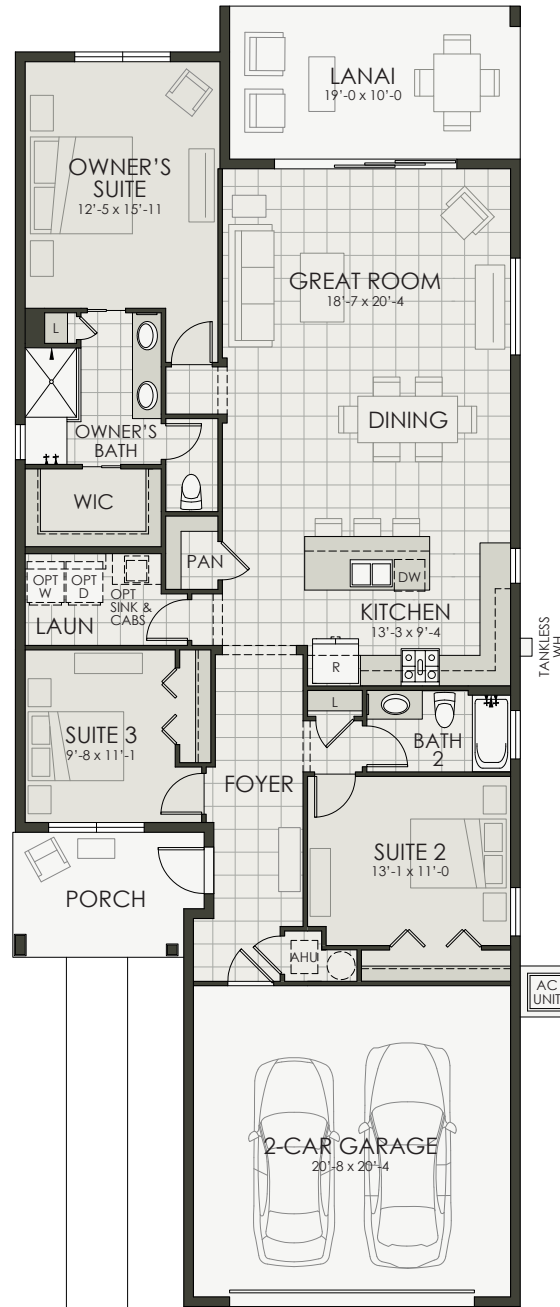 LANAI
19'-0 x 10'-0
OWNER'S
SUITE
12'-5 x 15'-11
GREAT ROOM
18'-7 x 20'-4
L
DINING
OWNER'S
BATH
WIC
PAN
DW
OPT
W
OPT
D
OPT
SINK &
CABS
LAUN
KITCHEN
13'-3 x 9'-4
TANKLESS
WH
R
L
SUITE 3
9'-8 x 11'-1
BATH
2
FOYER
SUITE 2
13'-1 x 11'-0
PORCH
AHU
AC
UNIT
2-CAR GARAGE
20'-8 x 20'-4